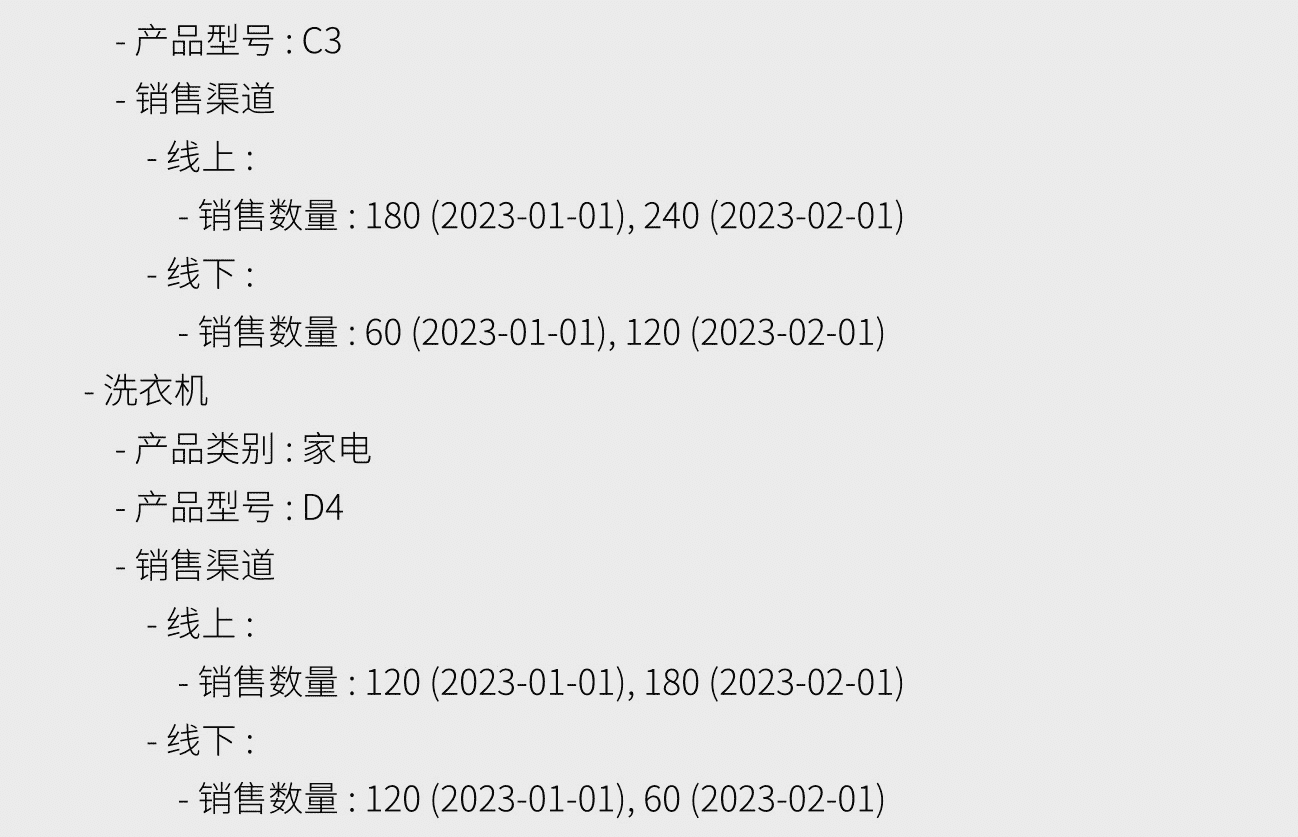 - 产品型号 : C3
- 销售渠道
- 线上 :
- 销售数量 : 180 (2023-01-01), 240 (2023-02-01)
- 线下 :
- 销售数量 : 60 (2023-01-01), 120 (2023-02-01)
- 洗衣机
- 产品类别 : 家电
- 产品型号 : D4
- 销售渠道
- 线上 :
- 销售数量 : 120 (2023-01-01), 180 (2023-02-01)
- 线下 :
- 销售数量 : 120 (2023-01-01), 60 (2023-02-01)